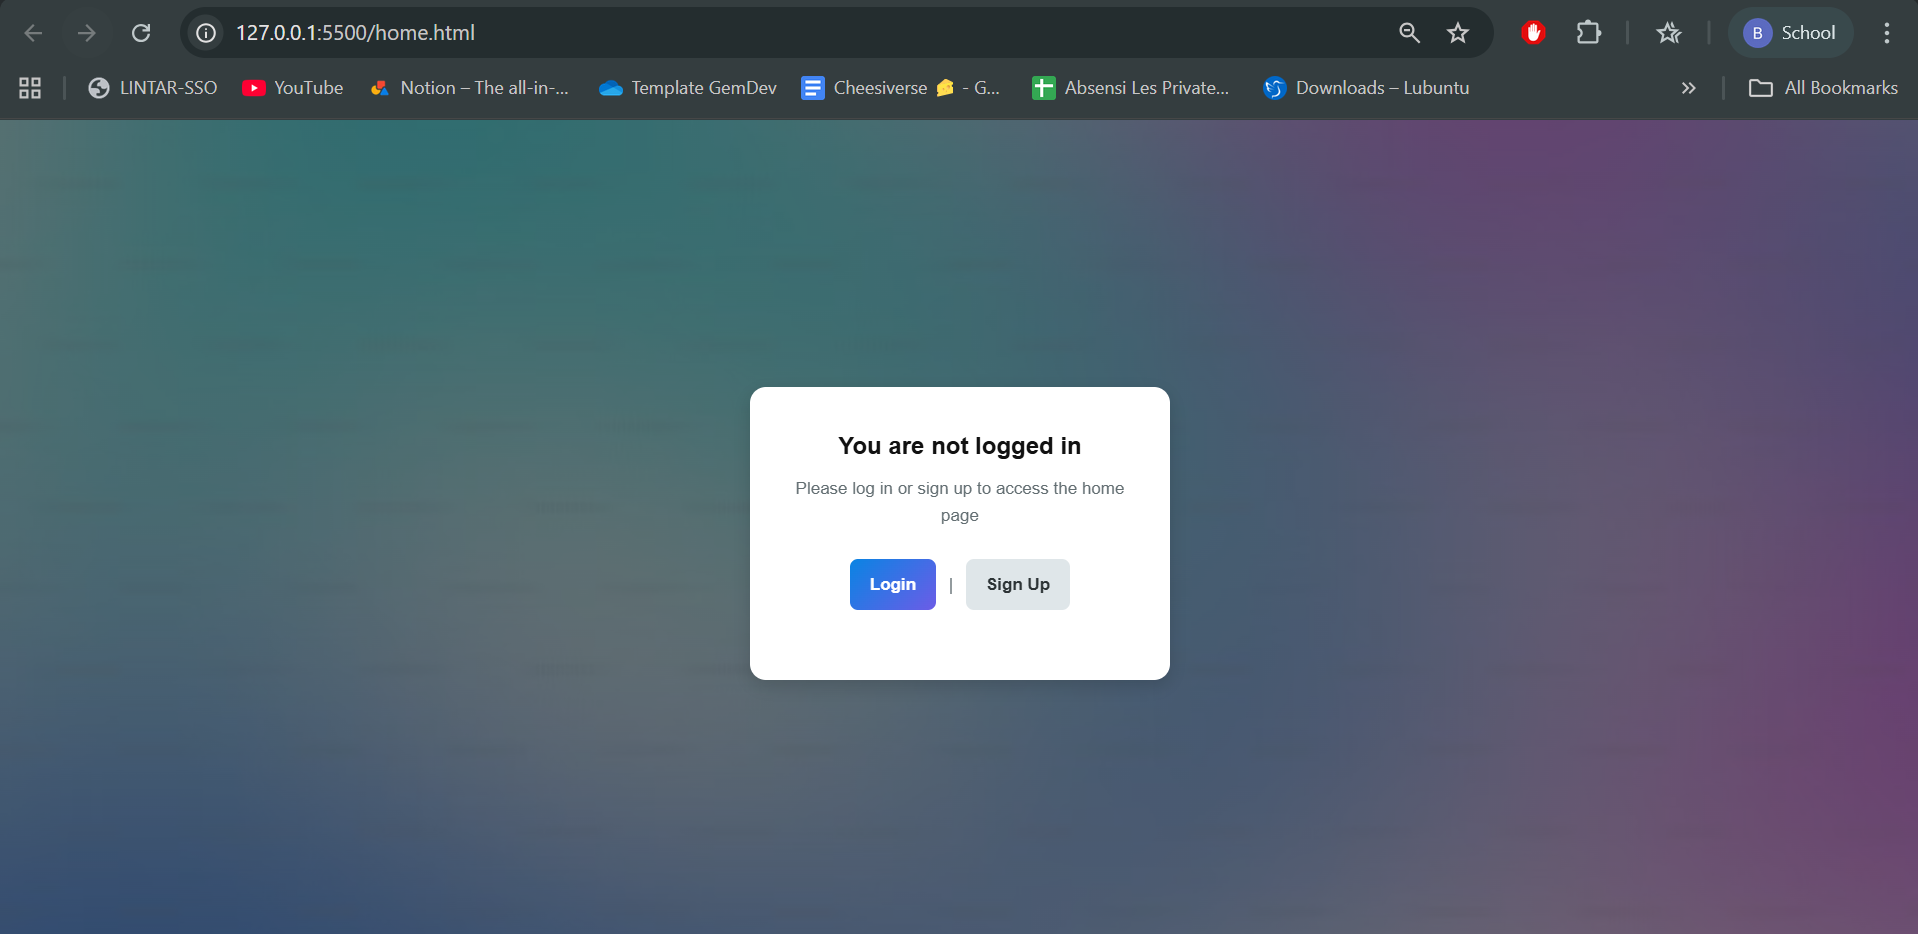 127.0.0.1:5500/home.html
B School
LINTAR-SSO YouTube Notion – The all-in-... Template GemDev Cheesiverse 🧀 - G... Absensi Les Private... Downloads – Lubuntu » All Bookmarks
You are not logged in
Please log in or sign up to access the home
page
Login | Sign Up